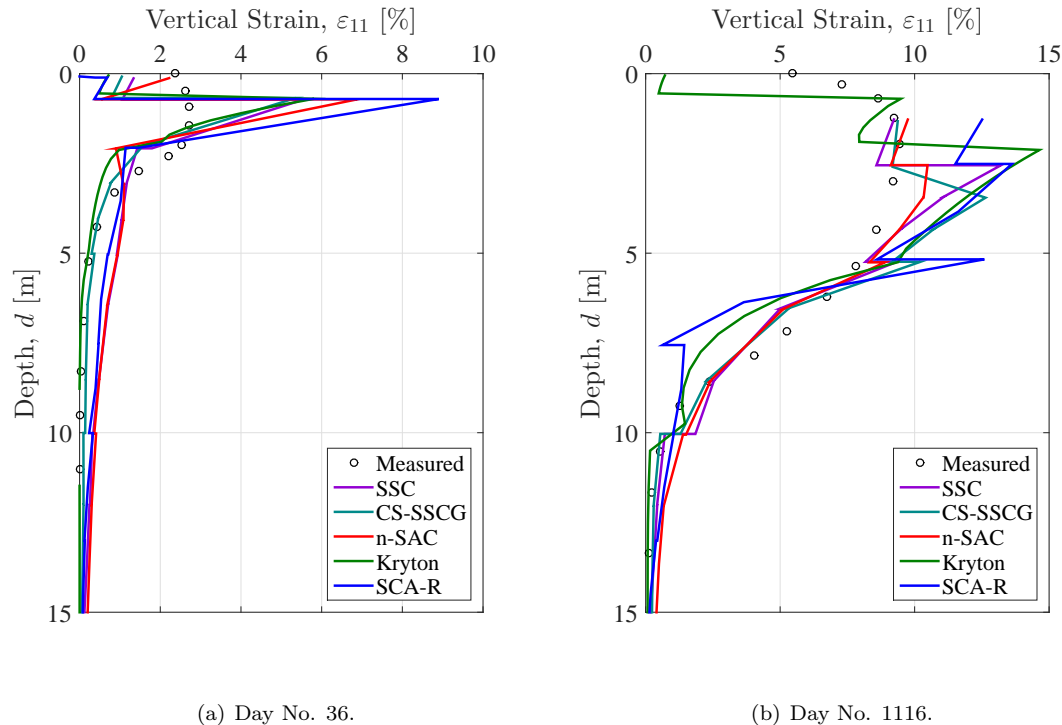 Vertical Strain, ε₁₁ [%]
0 2 4 6 8 10
0
5
10
15
Depth, d [m]
Measured
SSC
CS-SSCG
n-SAC
Kryton
SCA-R
(a) Day No. 36.
Vertical Strain, ε₁₁ [%]
0 5 10 15
0
5
10
15
Depth, d [m]
Measured
SSC
CS-SSCG
n-SAC
Kryton
SCA-R
(b) Day No. 1116.